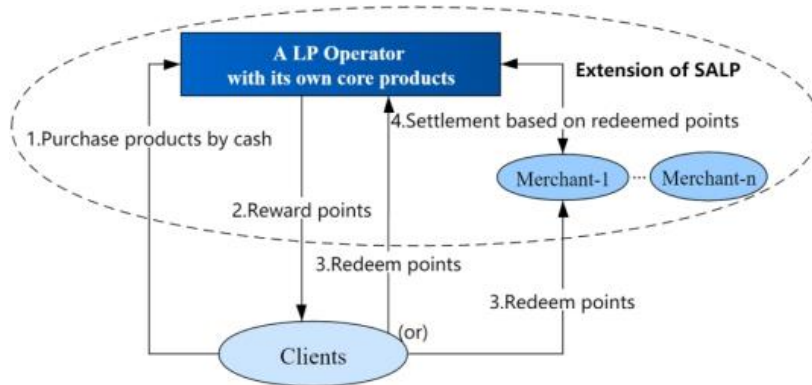 A LP Operator
with its own core products
Extension of SALP
1.Purchase products by cash
4.Settlement based on redeemed points
Merchant-1
...
Merchant-n
2.Reward points
3.Redeem points
3.Redeem points
(or)
Clients